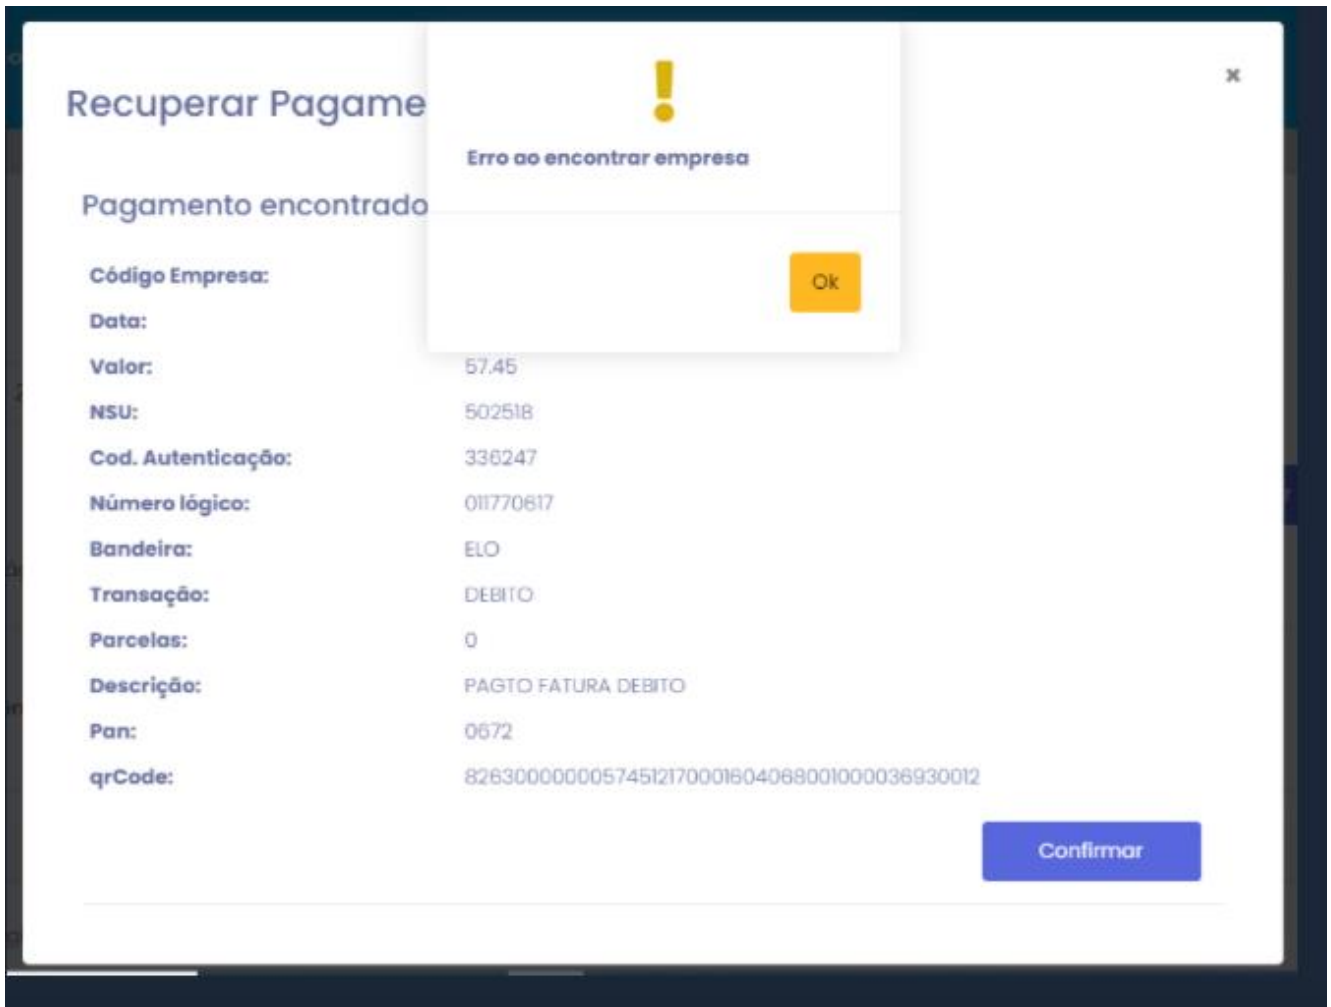 Recuperar Pagame
Erro ao encontrar empresa
Pagamento encontrado
Ok
Código Empresa:
Data:
Valor: 57.45
NSU: 502518
Cod. Autenticação: 336247
Número lógico: 011770617
Bandeira: ELO
Transação: DEBITO
Parcelas: 0
Descrição: PAGTO FATURA DEBITO
Pan: 0672
qrCode: 82630000000574512170001604068001000036930012
Confirmar